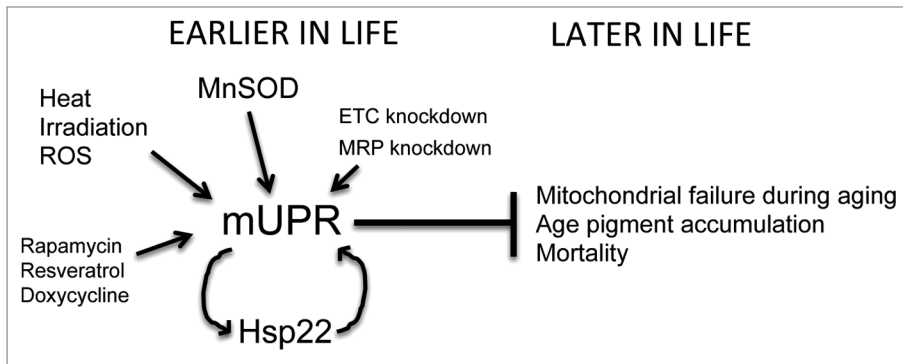 EARLIER IN LIFE
LATER IN LIFE
MnSOD
Heat
Irradiation
ROS
ETC knockdown
MRP knockdown
mUPR
Rapamycin
Resveratrol
Doxycycline
Hsp22
Mitochondrial failure during aging
Age pigment accumulation
Mortality